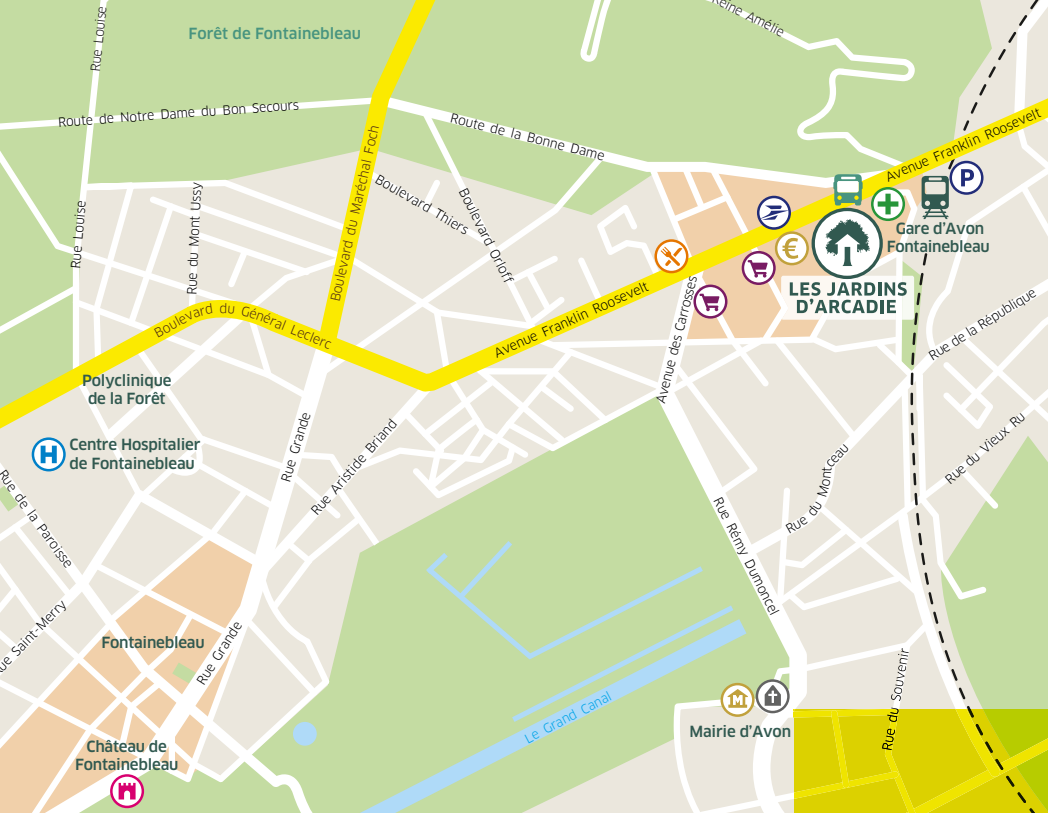 Reine Amélie
Rue Louise
Forêt de Fontainebleau
Route de Notre Dame du Bon Secours
Route de la Bonne Dame
Avenue Franklin Roosevelt
Boulevard du Maréchal Foch
P
Boulevard Thiers
Boulevard Orloff
Rue du Mont Ussy
Rue Louise
€
Gare d'Avon
Fontainebleau
LES JARDINS
D'ARCADIE
Boulevard du Général Leclerc
Avenue Franklin Roosevelt
Avenue des Carrosses
Rue de la République
Polyclinique
de la Forêt
H
Centre Hospitalier
de Fontainebleau
Rue Grande
Rue Aristide Briand
Rue du Vieux Ru
Rue du Montceau
Rue de la Paroisse
Rue Rémy Dumoncel
Rue Saint-Merry
Fontainebleau
Rue Grande
Rue du Souvenir
Le Grand Canal
M
Mairie d'Avon
Château de
Fontainebleau